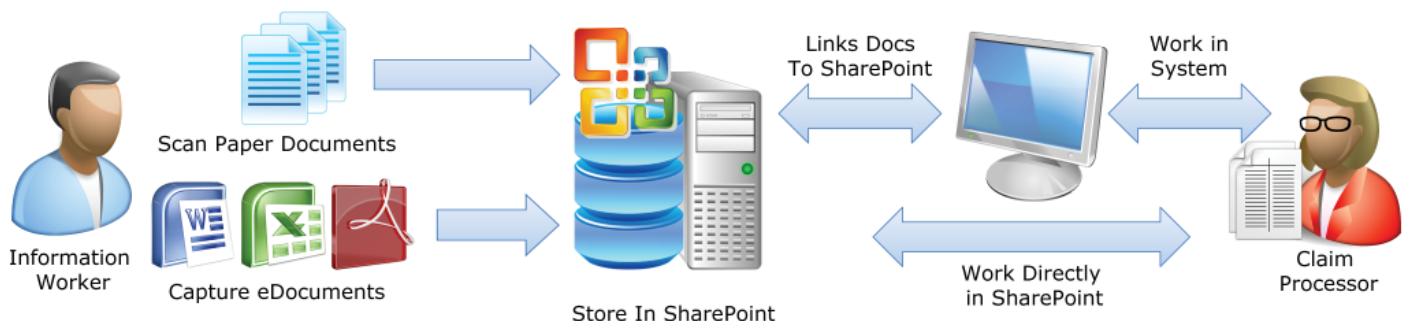 Information
Worker
Scan Paper Documents
W
X
Capture eDocuments
Store In SharePoint
Links Docs
To SharePoint
Work in
System
Work Directly
in SharePoint
Claim
Processor